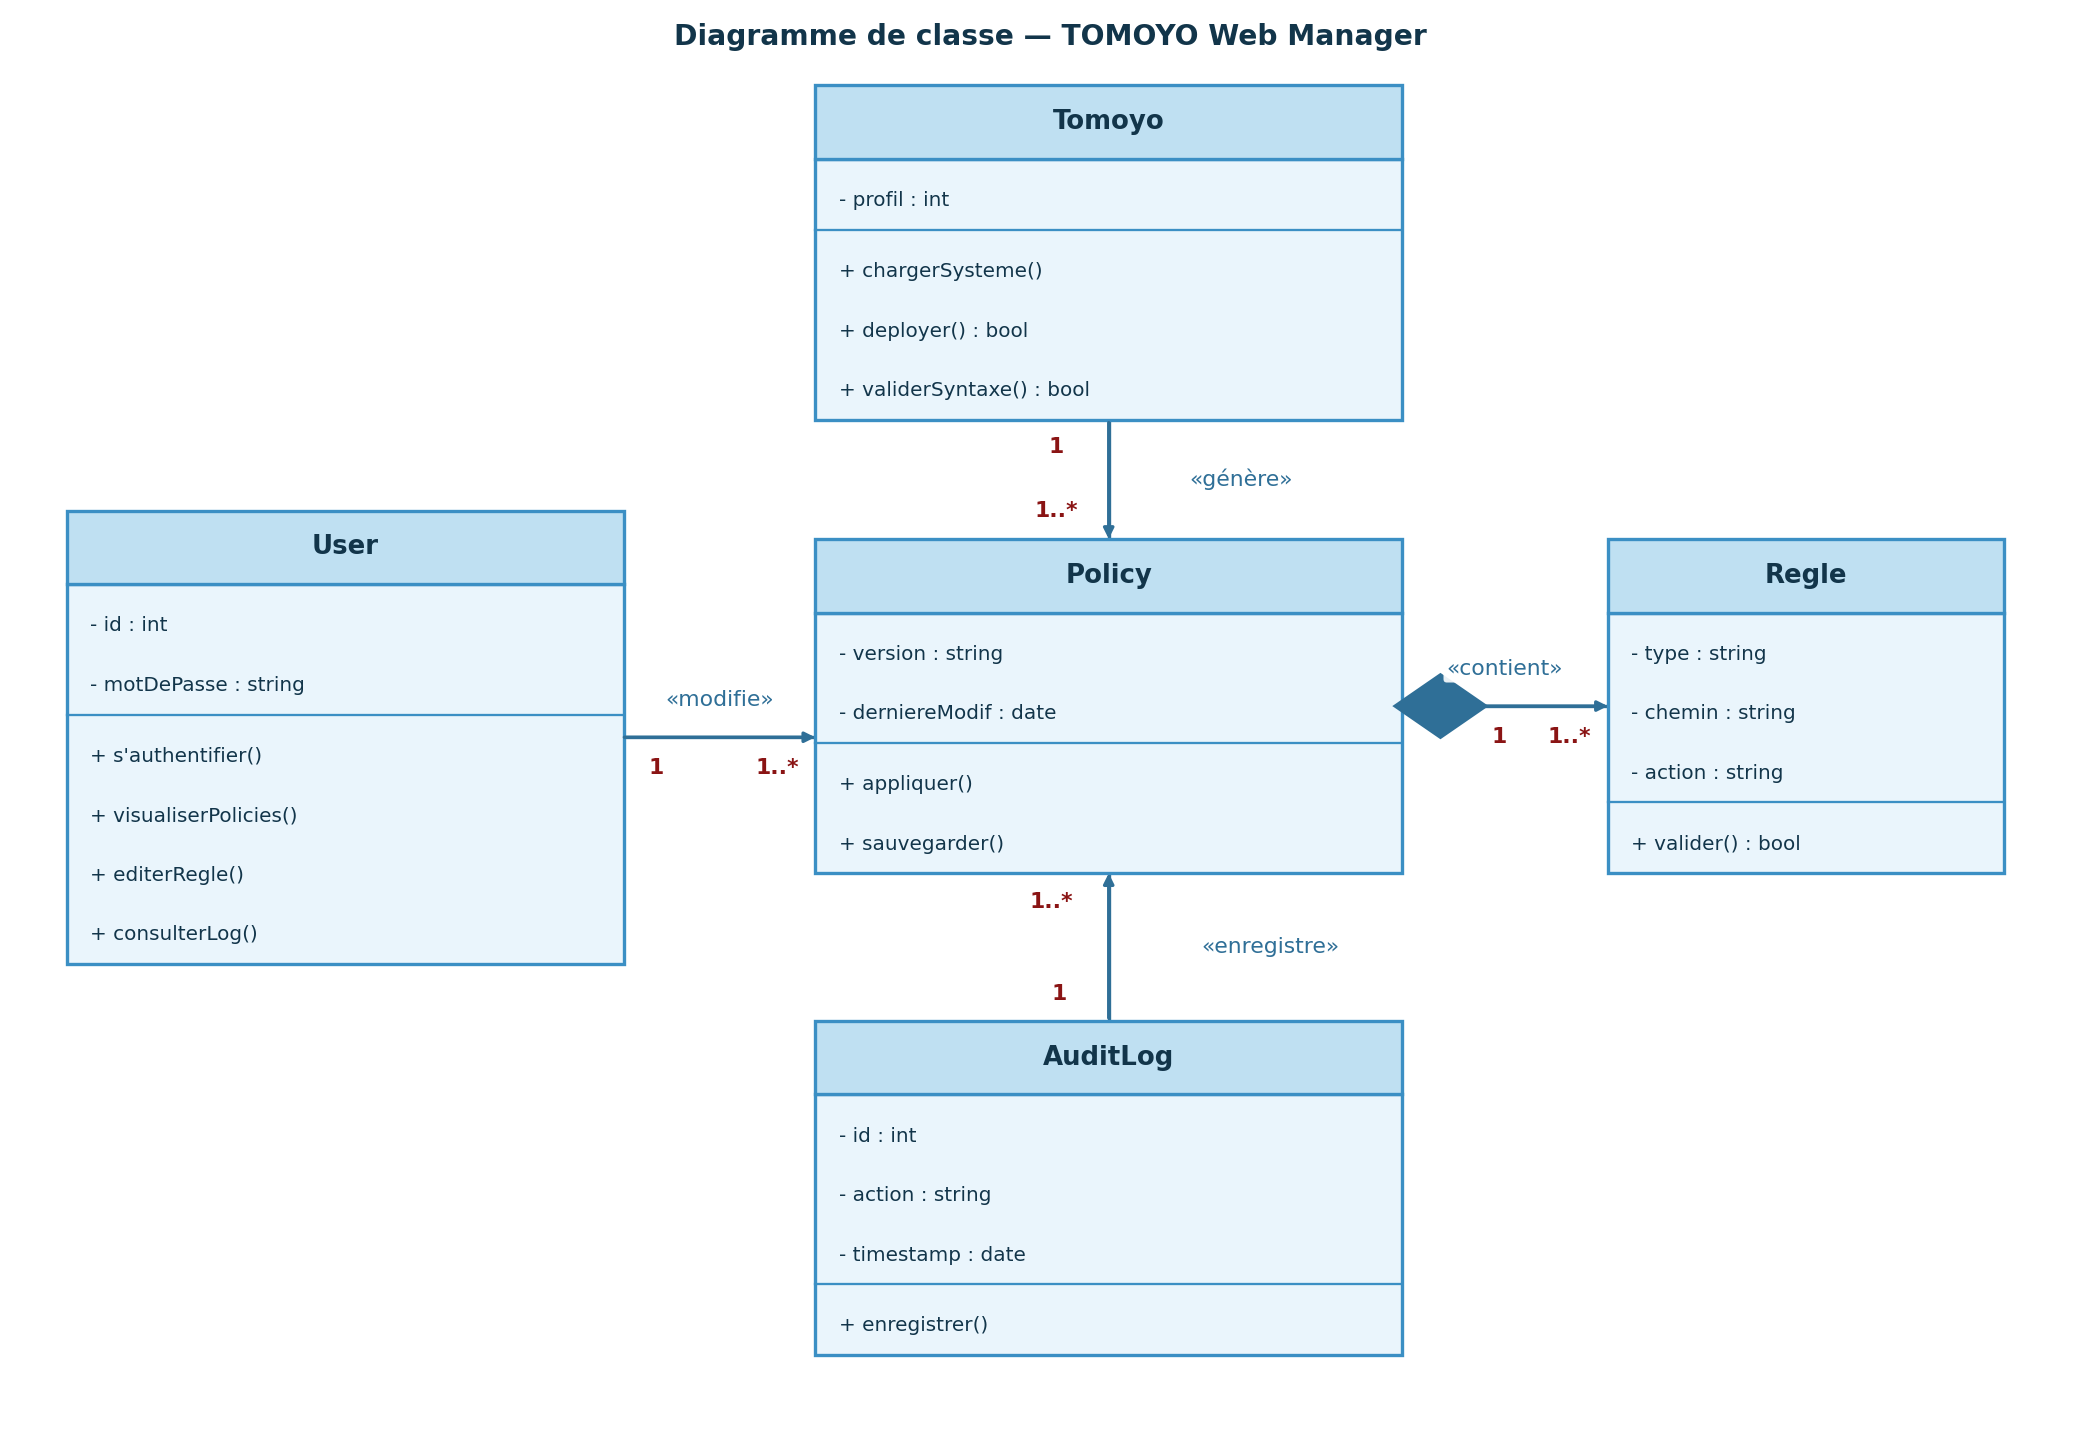 Diagramme de classe — TOMOYO Web Manager
Tomoyo
- profil : int
+ chargerSysteme()
+ deployer() : bool
+ validerSyntaxe() : bool
1
«génère»
1..*
User
- id : int
- motDePasse : string
+ s'authentifier()
+ visualiserPolicies()
+ editerRegle()
+ consulterLog()
«modifie»
1
1..*
Policy
- version : string
- derniereModif : date
+ appliquer()
+ sauvegarder()
«contient»
1
1..*
Regle
- type : string
- chemin : string
- action : string
+ valider() : bool
1..*
«enregistre»
1
AuditLog
- id : int
- action : string
- timestamp : date
+ enregistrer()